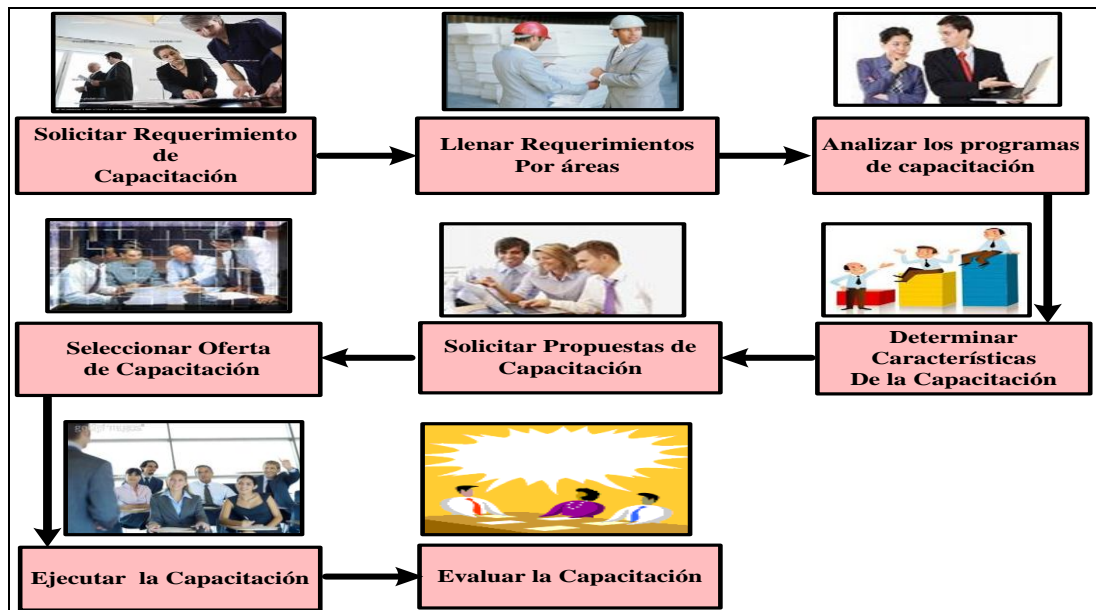 Solicitar Requerimiento
de
Capacitación
Llenar Requerimientos
Por áreas
Analizar los programas
de capacitación
Seleccionar Oferta
de Capacitación
Solicitar Propuestas de
Capacitación
Determinar
Características
De la Capacitación
Ejecutar la Capacitación
Evaluar la Capacitación